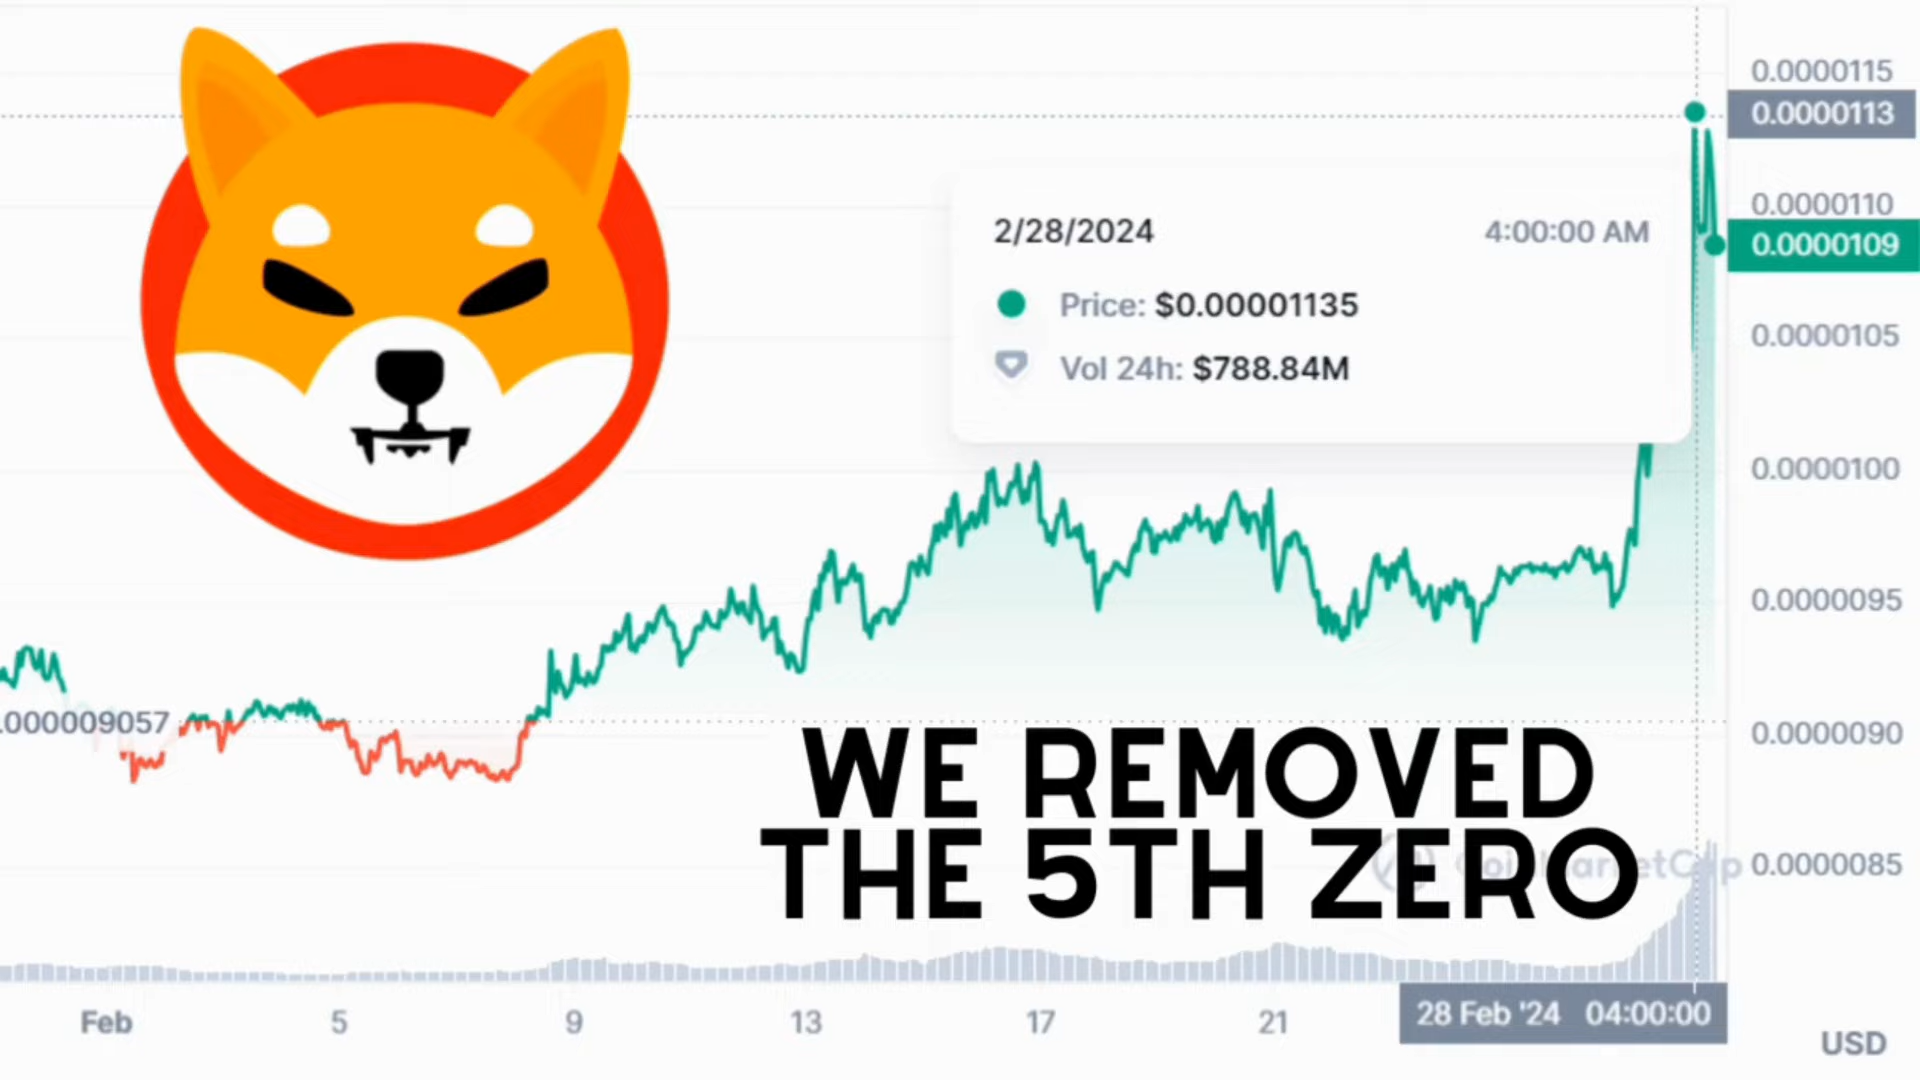 0.0000115
0.0000113
0.0000110
0.0000109
0.0000105
0.0000100
0.0000095
0.0000090
0.0000085
2/28/2024 4:00:00 AM
Price: $0.00001135
Vol 24h: $788.84M
.000009057
WE REMOVED
THE 5TH ZERO
CoinMarketCap
Feb 5 9 13 17 21 28 Feb '24 04:00:00
USD